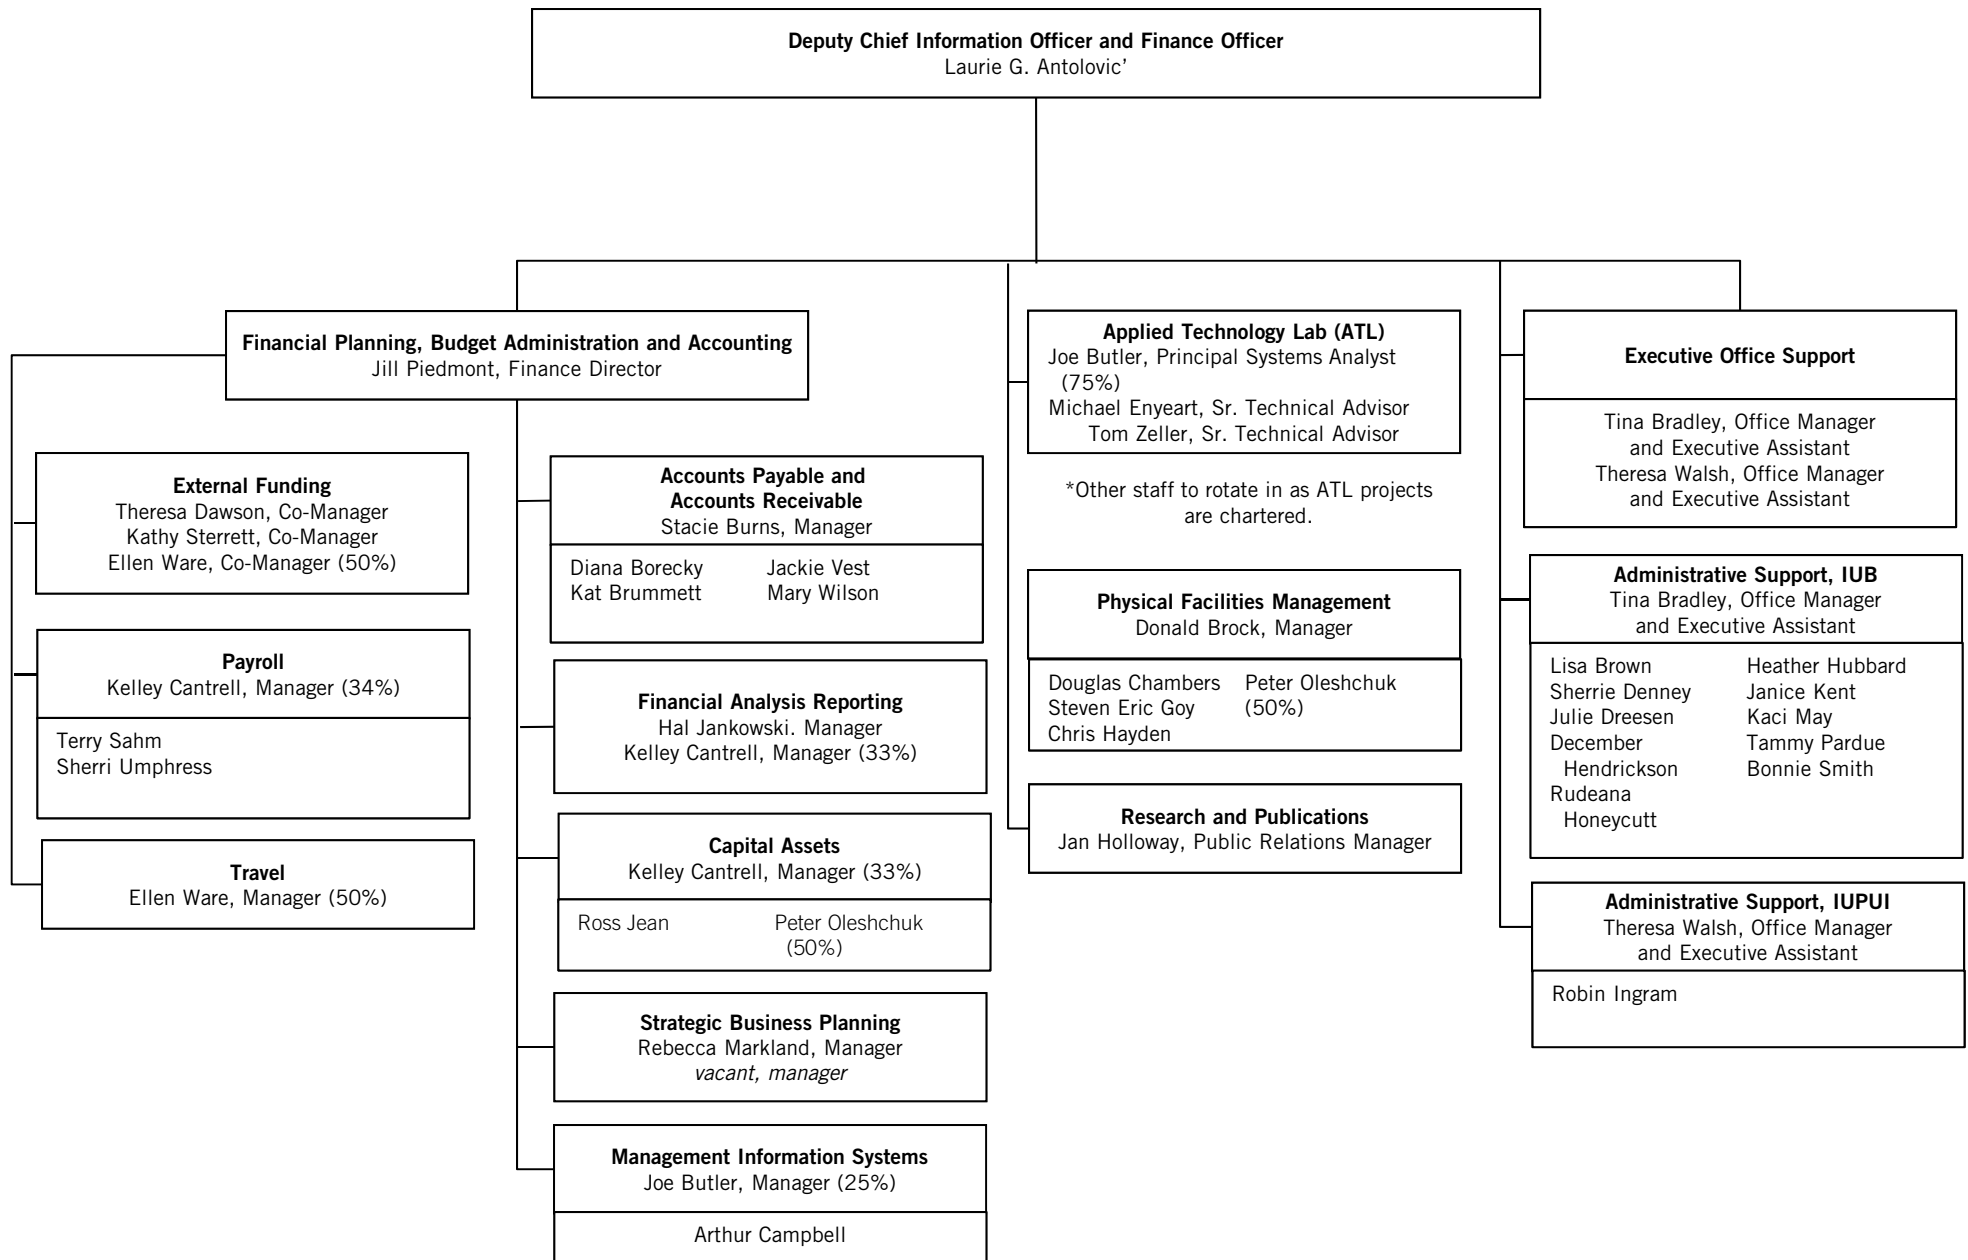 Deputy Chief Information Officer and Finance Officer
Laurie G. Antolovic’
Financial Planning, Budget Administration and Accounting
Jill Piedmont, Finance Director
External Funding
Theresa Dawson, Co-Manager
Kathy Sterrett, Co-Manager
Ellen Ware, Co-Manager (50%)
Payroll
Kelley Cantrell, Manager (34%)
Terry Sahm
Sherri Umphress
Travel
Ellen Ware, Manager (50%)
Accounts Payable and
Accounts Receivable
Stacie Burns, Manager
Diana Borecky
Kat Brummett
Jackie Vest
Mary Wilson
Financial Analysis Reporting
Hal Jankowski. Manager
Kelley Cantrell, Manager (33%)
Capital Assets
Kelley Cantrell, Manager (33%)
Ross Jean
Peter Oleshchuk
(50%)
Strategic Business Planning
Rebecca Markland, Manager
vacant, manager
Management Information Systems
Joe Butler, Manager (25%)
Arthur Campbell
Applied Technology Lab (ATL)
Joe Butler, Principal Systems Analyst
(75%)
Michael Enyeart, Sr. Technical Advisor
Tom Zeller, Sr. Technical Advisor
*Other staff to rotate in as ATL projects
are chartered.
Physical Facilities Management
Donald Brock, Manager
Douglas Chambers
Steven Eric Goy
Chris Hayden
Peter Oleshchuk
(50%)
Research and Publications
Jan Holloway, Public Relations Manager
Executive Office Support
Tina Bradley, Office Manager
and Executive Assistant
Theresa Walsh, Office Manager
and Executive Assistant
Administrative Support, IUB
Tina Bradley, Office Manager
and Executive Assistant
Lisa Brown
Sherrie Denney
Julie Dreesen
December
Hendrickson
Rudeana
Honeycutt
Heather Hubbard
Janice Kent
Kaci May
Tammy Pardue
Bonnie Smith
Administrative Support, IUPUI
Theresa Walsh, Office Manager
and Executive Assistant
Robin Ingram